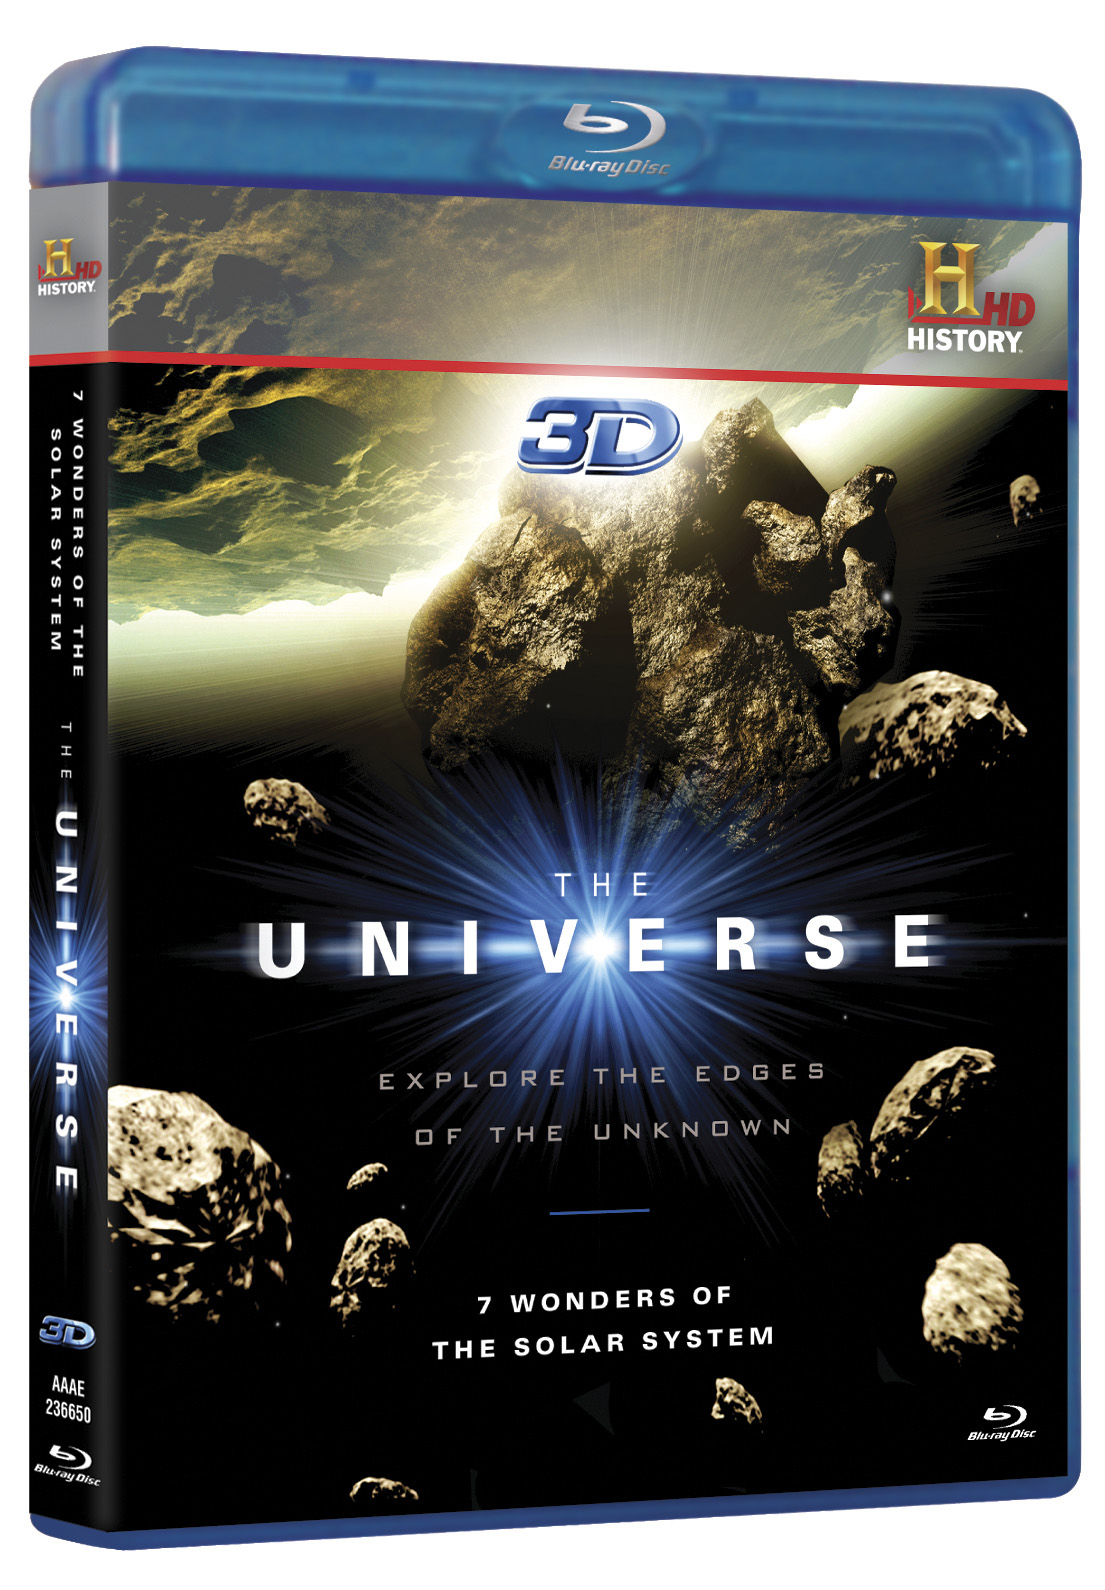 Blu-ray Disc
H HD
HISTORY
3D
THE
UNIVERSE
EXPLORE THE EDGES
OF THE UNKNOWN
7 WONDERS OF
THE SOLAR SYSTEM
Blu-ray Disc
H HD
HISTORY
7 WONDERS OF THE
SOLAR SYSTEM
THE UNIVERSE
3D
AAAE
236650
Blu-ray Disc